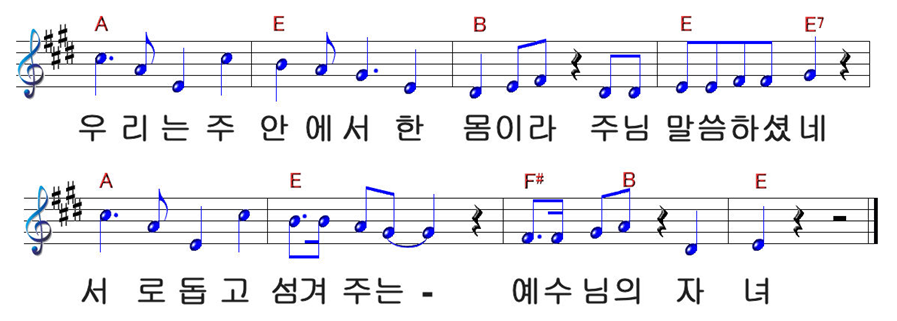 A E B E E7
우 리 는 주 안 에 서 한 몸이라 주님 말씀하셨네
A E F# B E
서 로 돕 고 섬겨 주는 - 예수님의 자 녀